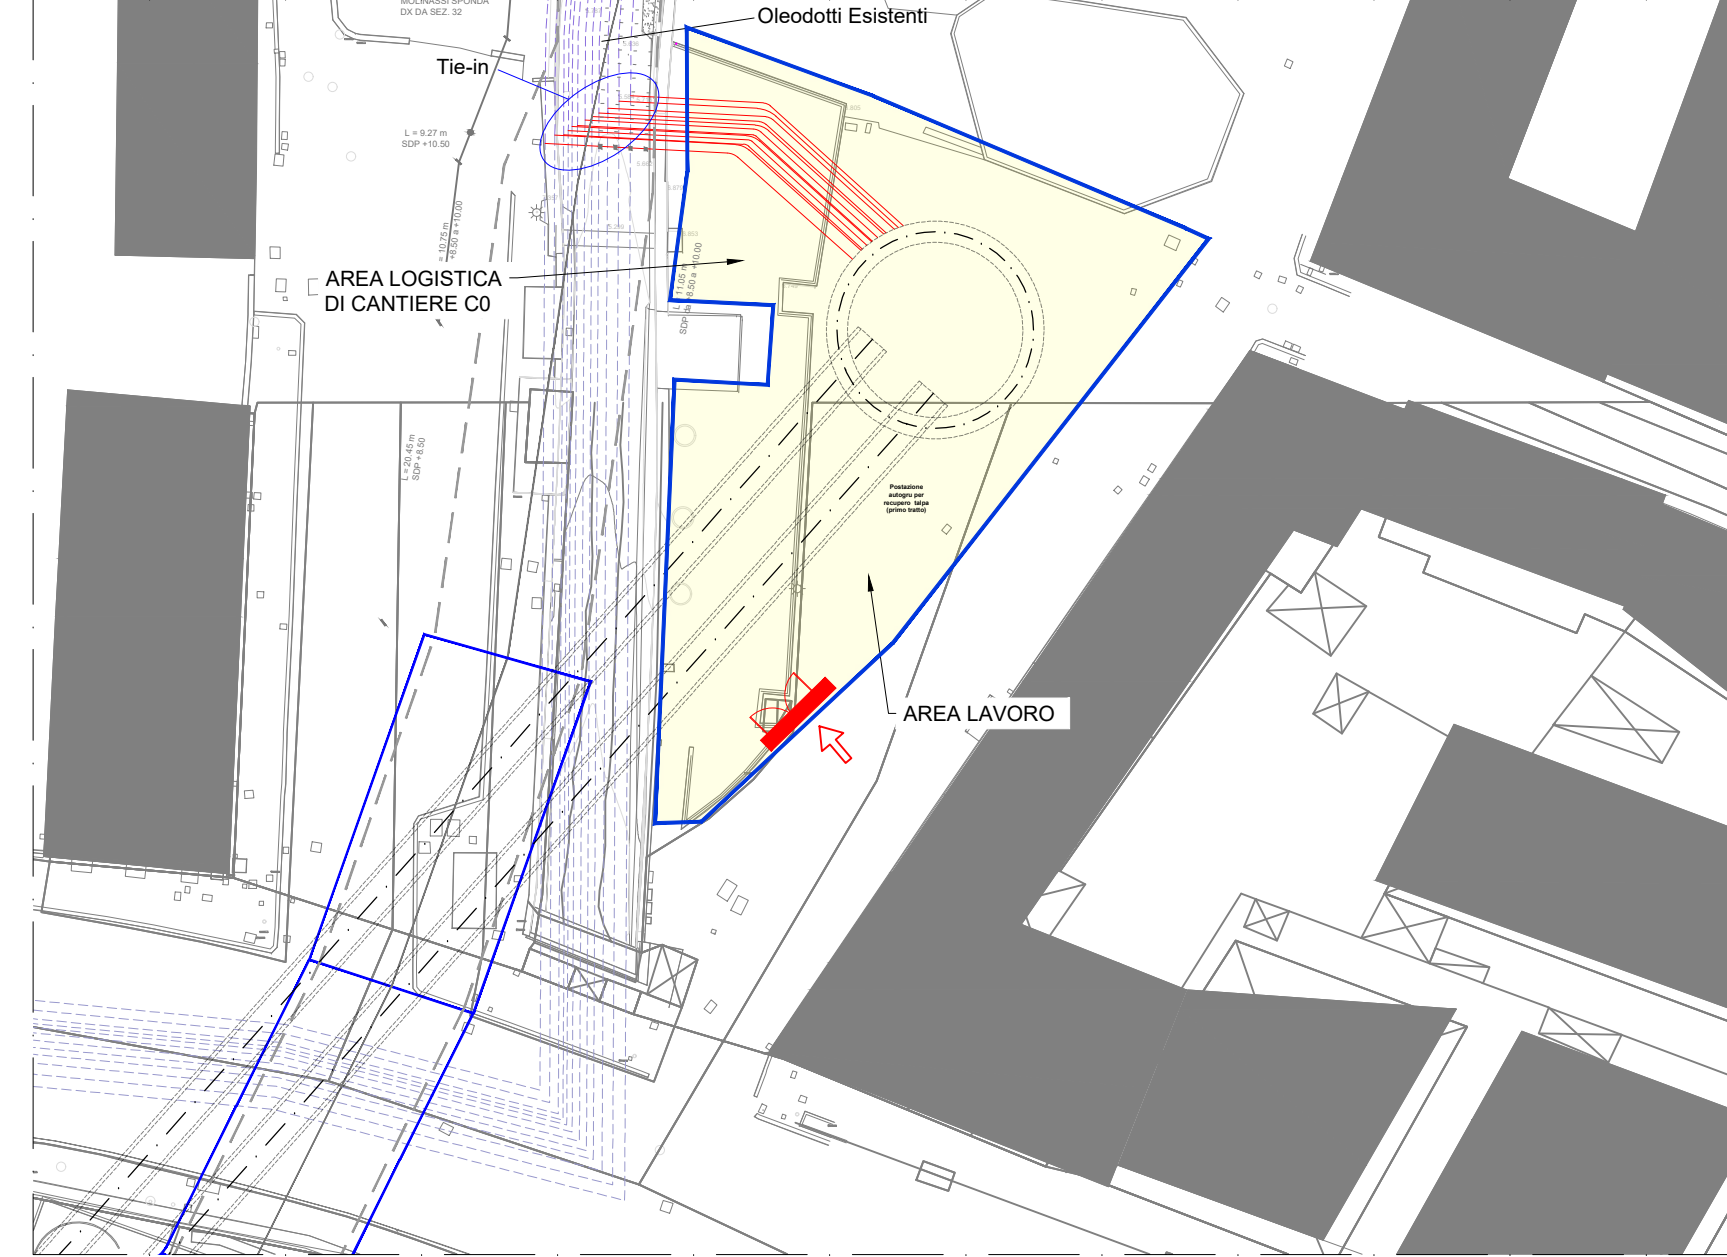 MOLINASSI SPONDA
DX DA SEZ. 32
Oleodotti Esistenti
Tie-in
L = 9.27 m
SDP +10.50
= 10.75 m
+8.50 a +10.00
AREA LOGISTICA
DI CANTIERE C0
L = 11.05 m
SDP da +8.50 a +10.00
L = 20.45 m
SDP +8.50
Postazione
autogru per
recupero talpa
(primo tratto)
AREA LAVORO